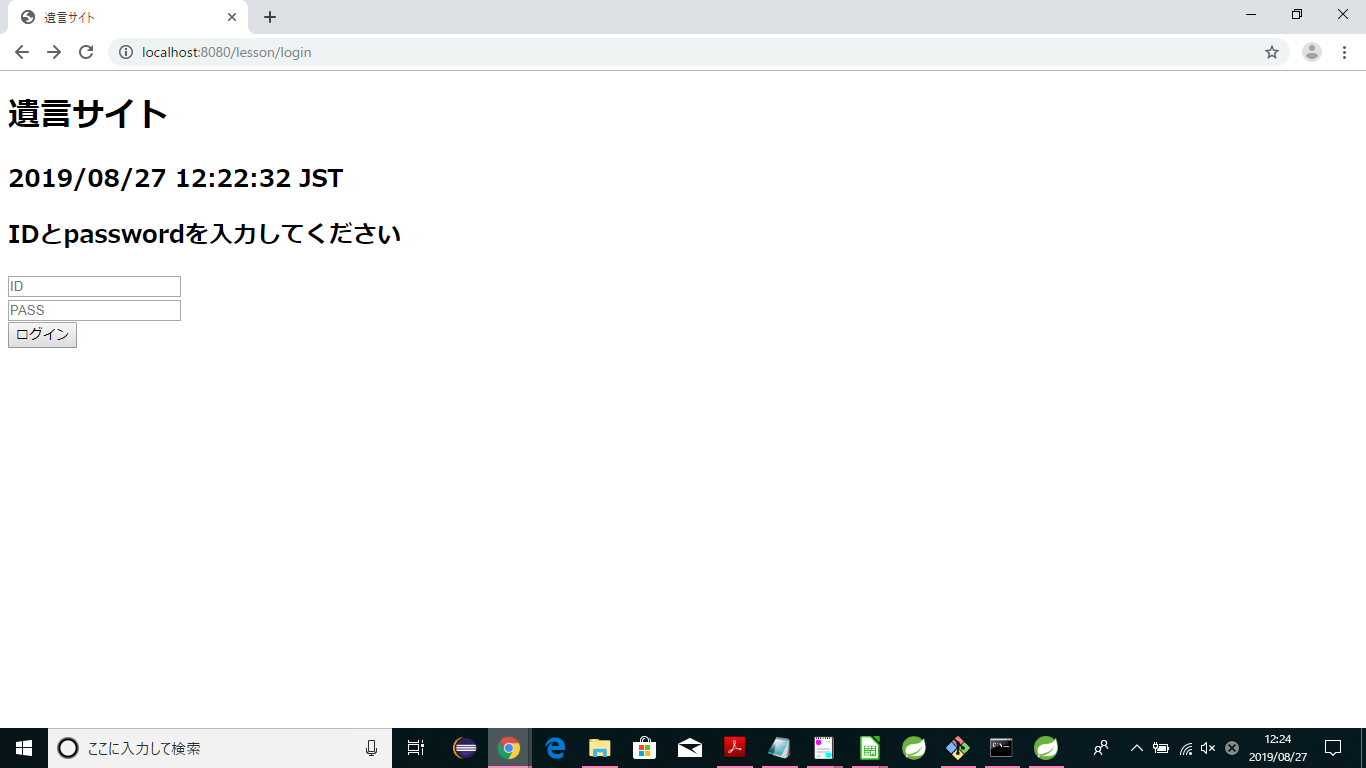 遺言サイト
localhost:8080/lesson/login
遺言サイト
2019/08/27 12:22:32 JST
IDとpasswordを入力してください
ID
PASS
ログイン
ここに入力して検索
12:24
2019/08/27